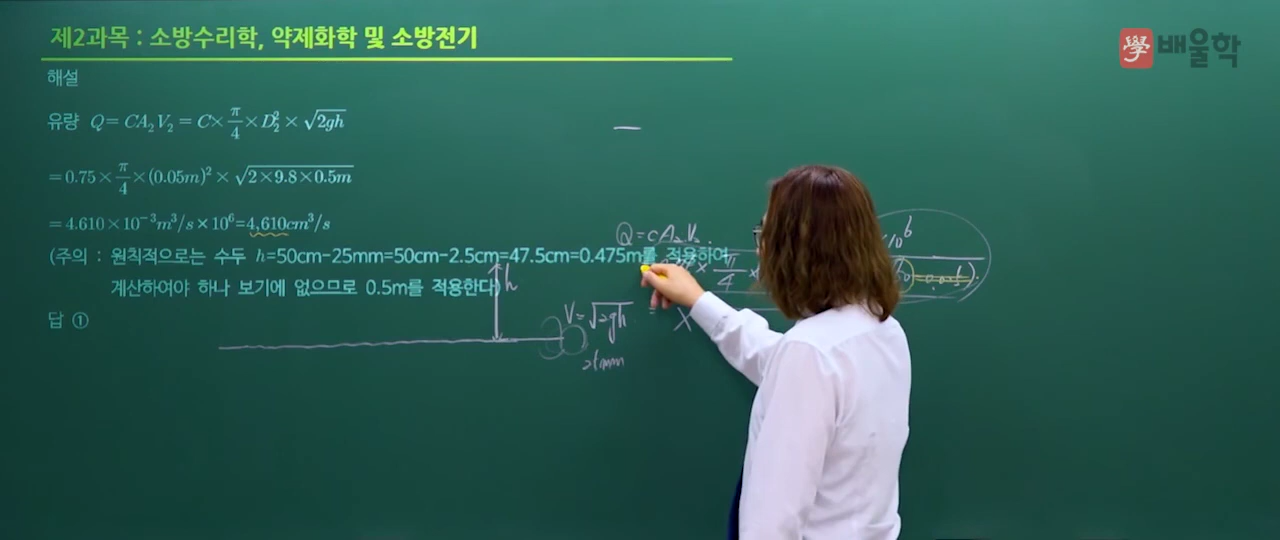 제2과목 : 소방수리학, 약제화학 및 소방전기
學 배울학
해설
유량 Q= CA₂V₂ = C× π/4 ×D₂² × √2gh
= 0.75× π/4 ×(0.05m)² × √2×9.8×0.5m
= 4.610×10⁻³m³/s×10⁶=4,610cm³/s
(주의 : 원칙적으로는 수두 h=50cm-25mm=50cm-2.5cm=47.5cm=0.475m를 적용하여
계산하여야 하나 보기에 없으므로 0.5m를 적용한다)
답 ①
Q=CA₂V₂
× π/4 ×
h
V=√2gh